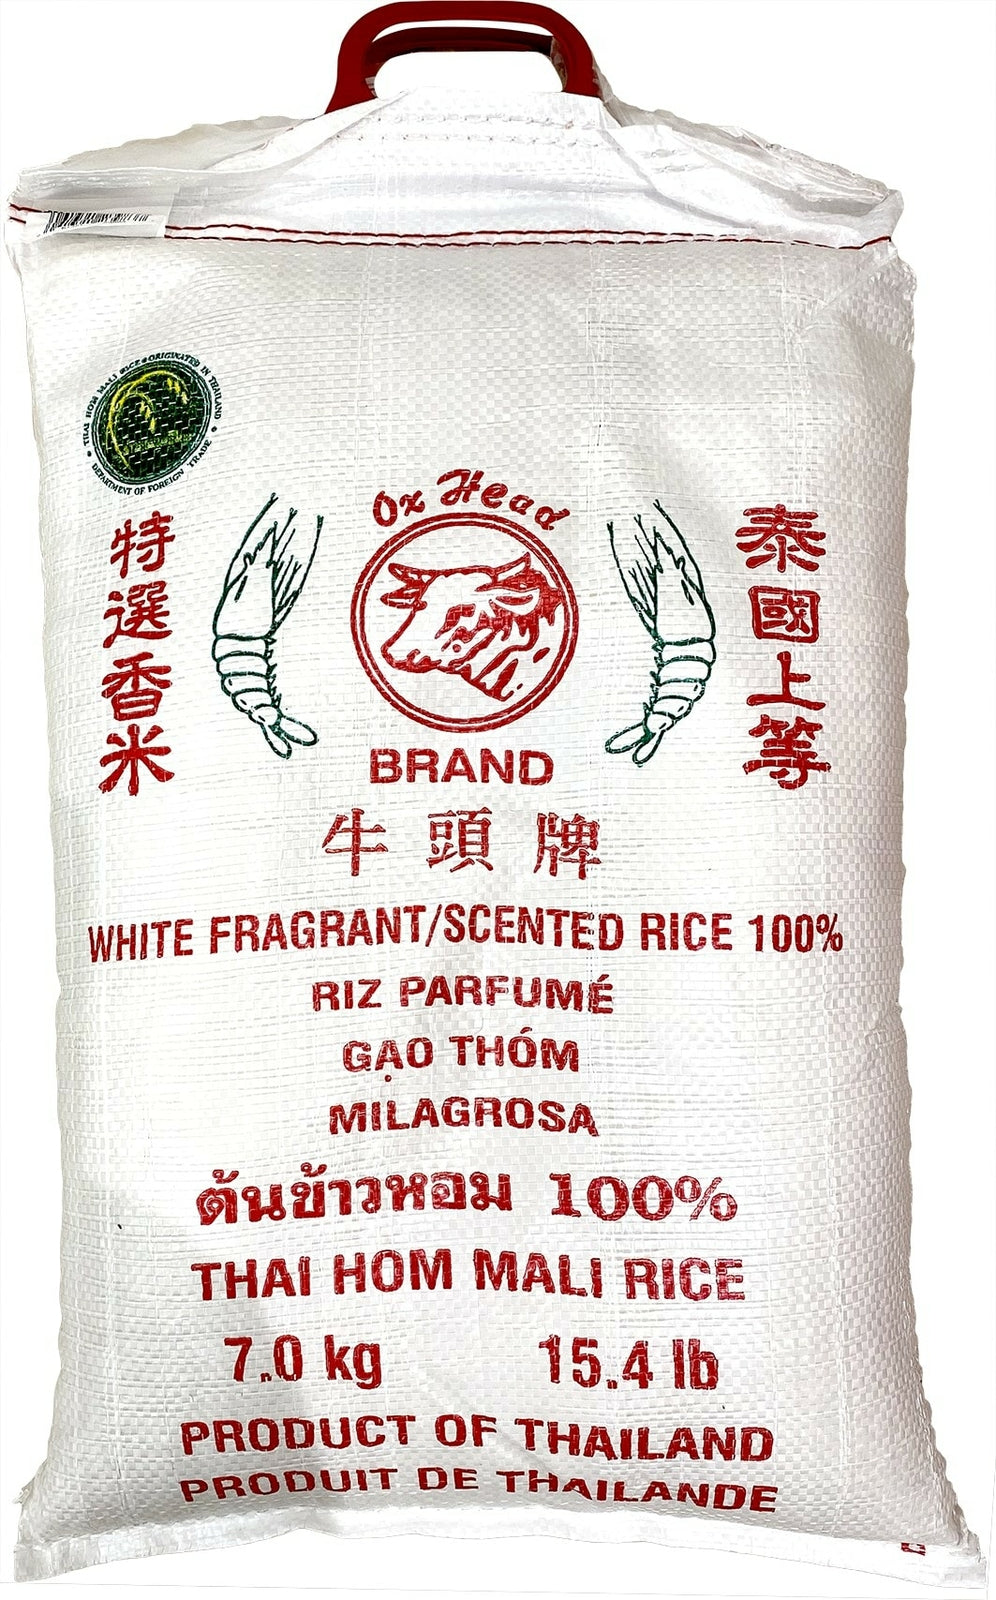 THAI HOM MALI RICE • ORIGINATED IN THAILAND
DEPARTMENT OF FOREIGN TRADE
Ox Head
特選香米
泰國上等
BRAND
牛頭牌
WHITE FRAGRANT/SCENTED RICE 100%
RIZ PARFUMÉ
GẠO THÓM
MILAGROSA
ต้นข้าวหอม 100%
THAI HOM MALI RICE
7.0 kg 15.4 lb
PRODUCT OF THAILAND
PRODUIT DE THAILANDE